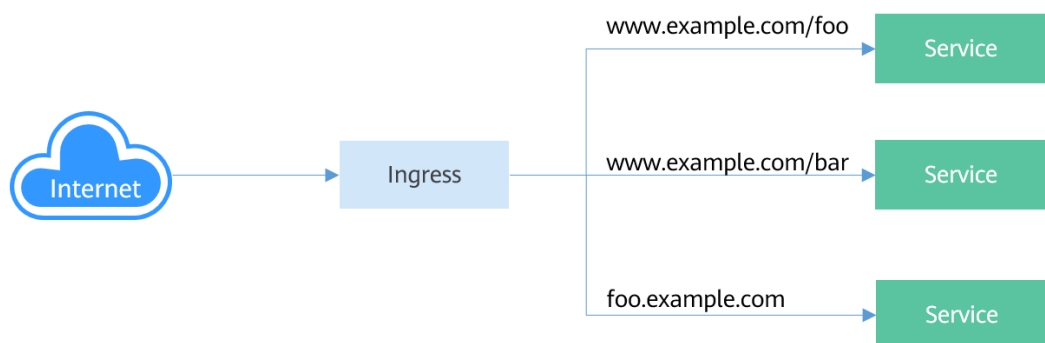 www.example.com/foo
Service
Internet
Ingress
www.example.com/bar
Service
foo.example.com
Service